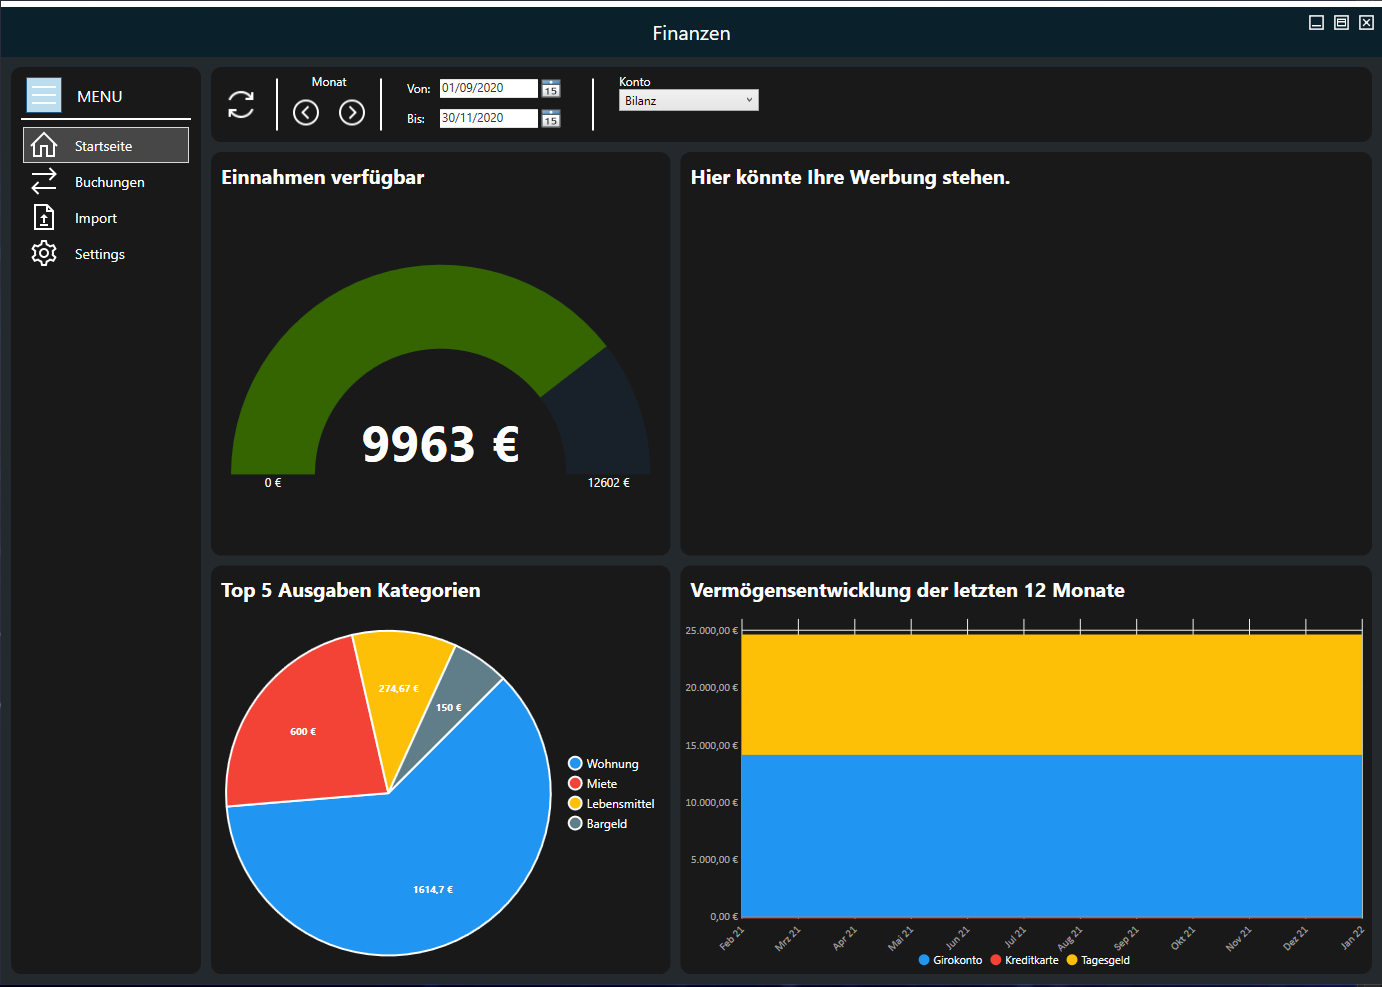 Finanzen
MENU
Startseite
Buchungen
Import
Settings
Monat
Von: 01/09/2020 15
Bis: 30/11/2020 15
Konto
Bilanz
Einnahmen verfügbar
9963 €
0 € 12602 €
Hier könnte Ihre Werbung stehen.
Top 5 Ausgaben Kategorien
274,67 €
150 €
600 €
1614,7 €
Wohnung
Miete
Lebensmittel
Bargeld
Vermögensentwicklung der letzten 12 Monate
25.000,00 €
20.000,00 €
15.000,00 €
10.000,00 €
5.000,00 €
0,00 €
Feb 21 Mrz 21 Apr 21 Mai 21 Jun 21 Jul 21 Aug 21 Sep 21 Okt 21 Nov 21 Dez 21 Jan 22
Girokonto Kreditkarte Tagesgeld